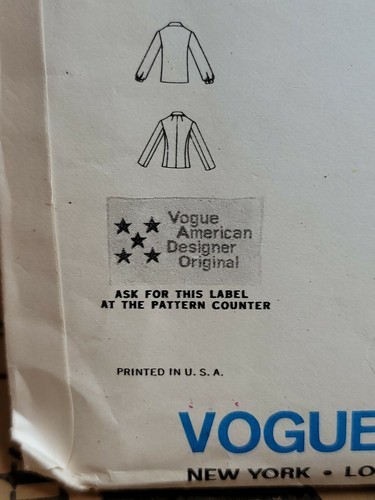 Vogue
American
Designer
Original
ASK FOR THIS LABEL
AT THE PATTERN COUNTER
PRINTED IN U. S. A.
VOGUE
NEW YORK • LO